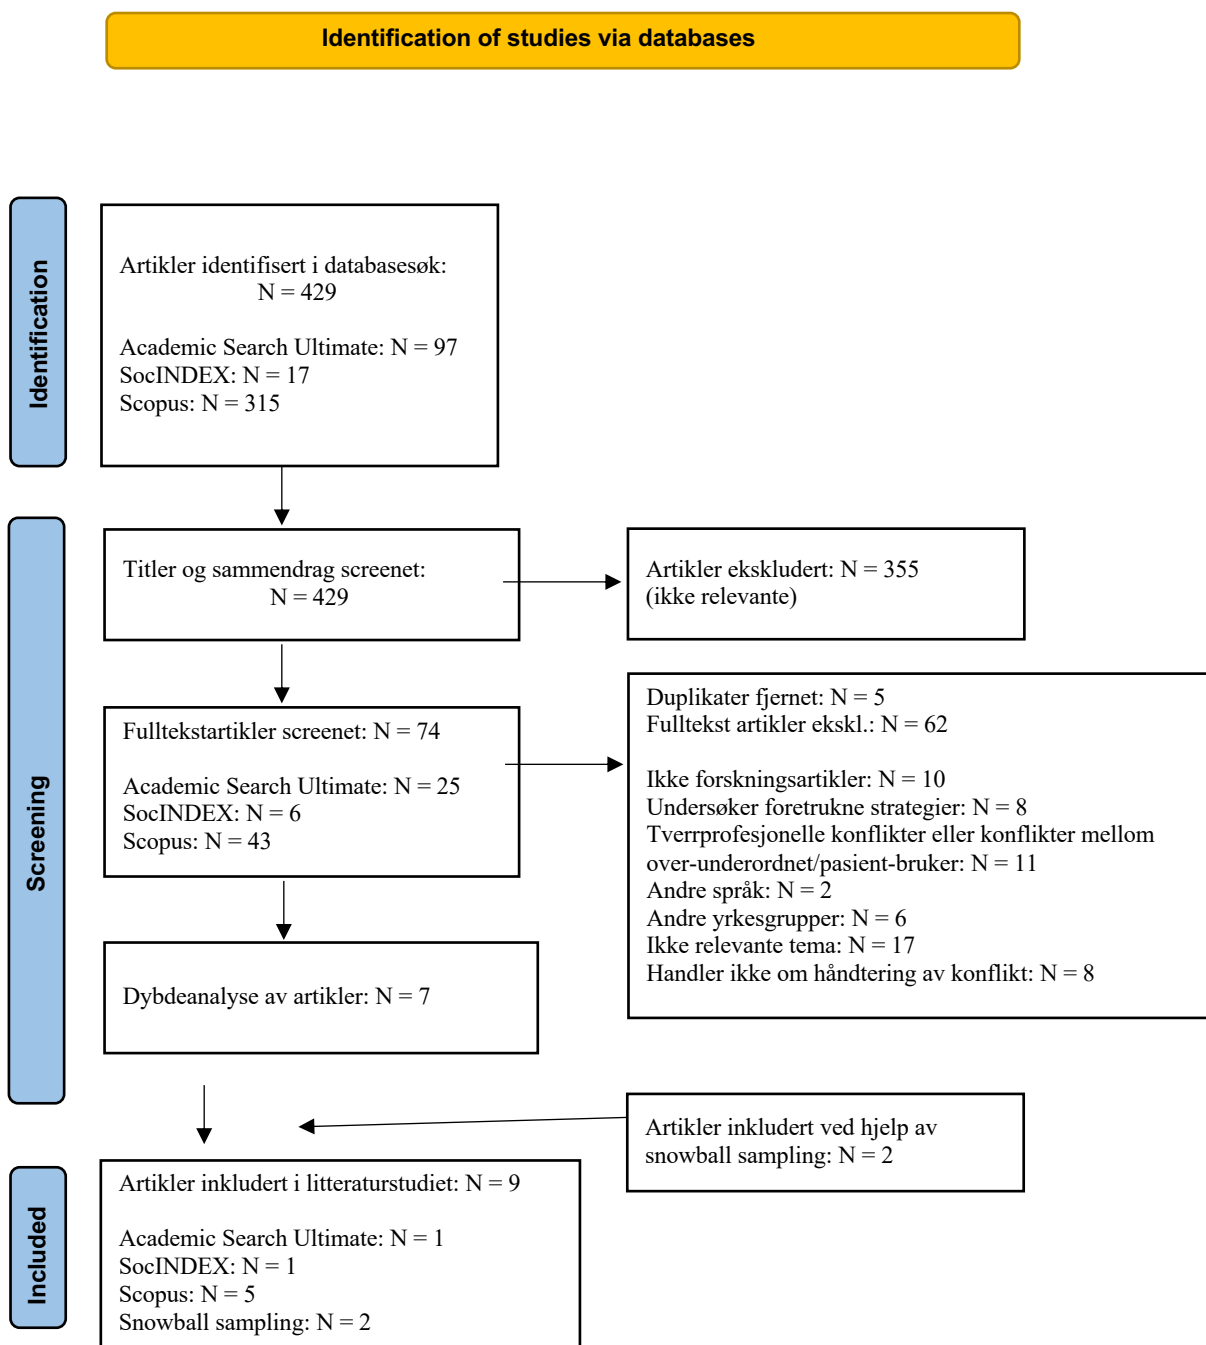 Identification of studies via databases
Identification
Artikler identifisert i databasesøk:
N = 429
Academic Search Ultimate: N = 97
SocINDEX: N = 17
Scopus: N = 315
Screening
Titler og sammendrag screenet:
N = 429
Artikler ekskludert: N = 355
(ikke relevante)
Fulltekstartikler screenet: N = 74
Academic Search Ultimate: N = 25
SocINDEX: N = 6
Scopus: N = 43
Duplikater fjernet: N = 5
Fulltekst artikler ekskl.: N = 62
Ikke forskningsartikler: N = 10
Undersøker foretrukne strategier: N = 8
Tverrprofesjonelle konflikter eller konflikter mellom
over-underordnet/pasient-bruker: N = 11
Andre språk: N = 2
Andre yrkesgrupper: N = 6
Ikke relevante tema: N = 17
Handler ikke om håndtering av konflikt: N = 8
Dybdeanalyse av artikler: N = 7
Artikler inkludert ved hjelp av
snowball sampling: N = 2
Included
Artikler inkludert i litteraturstudiet: N = 9
Academic Search Ultimate: N = 1
SocINDEX: N = 1
Scopus: N = 5
Snowball sampling: N = 2